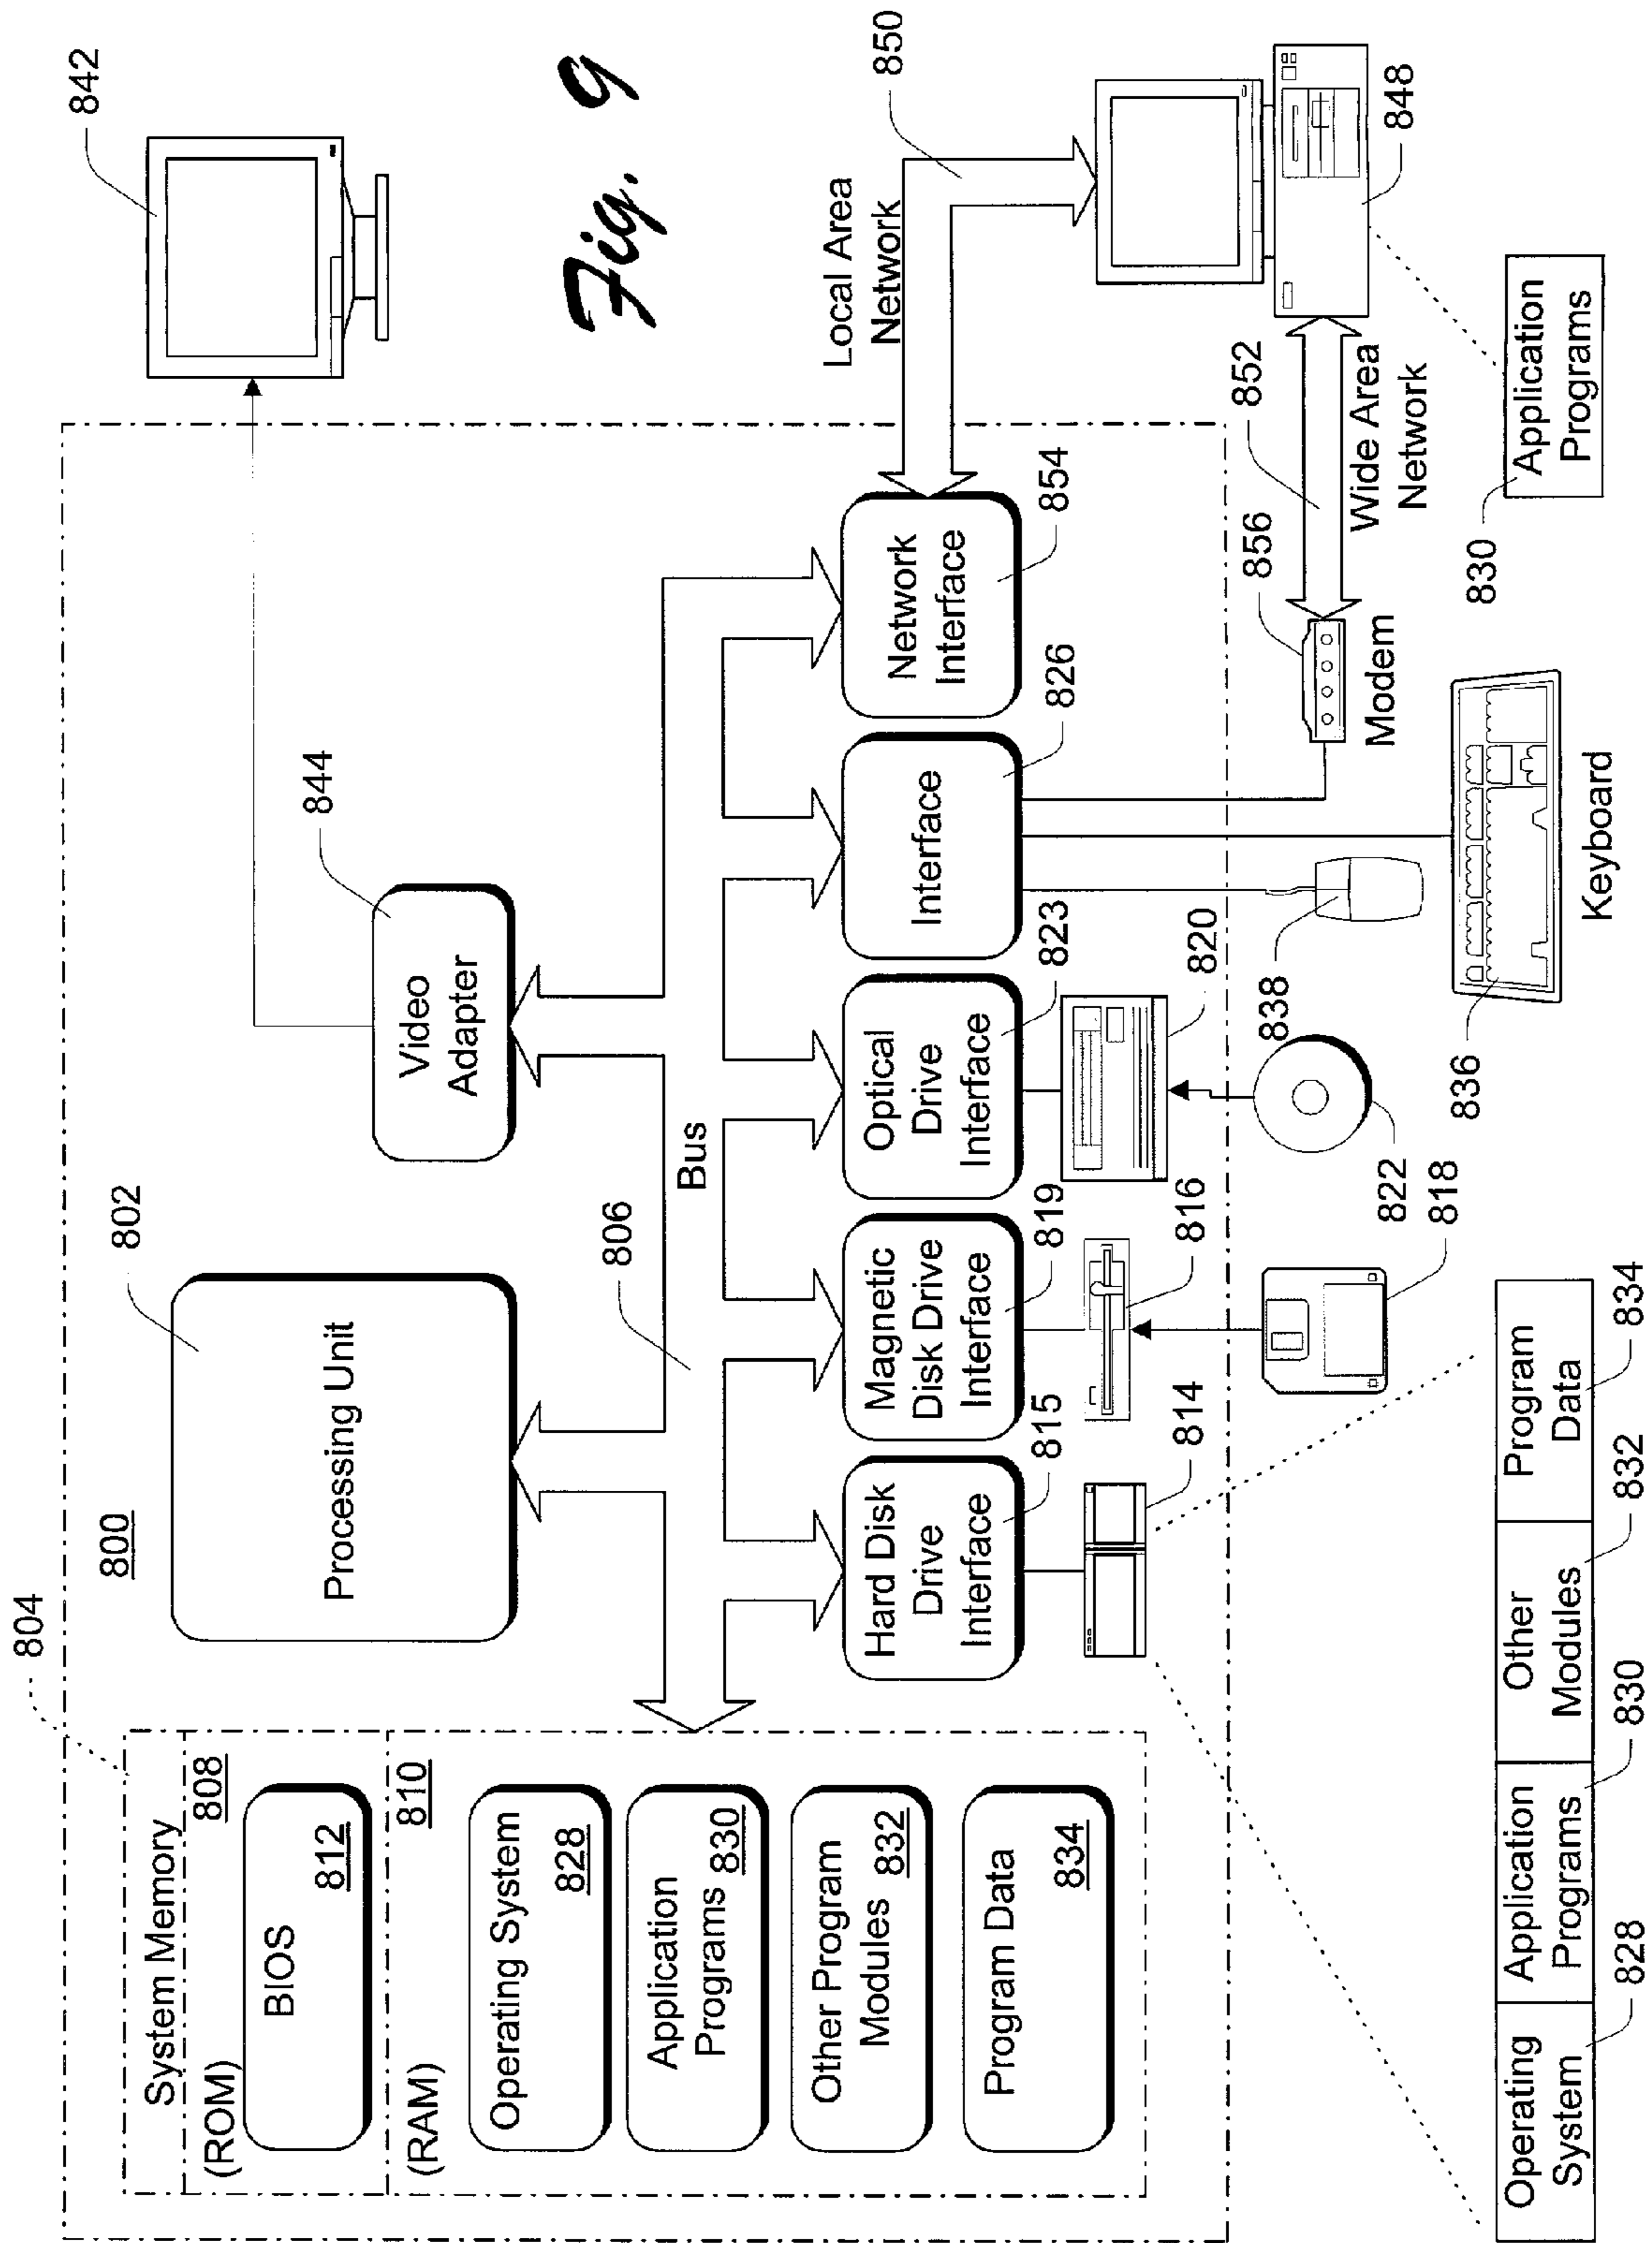 804
800
System Memory
(ROM)
808
BIOS
812
(RAM)
810
Operating System
828
Application
Programs 830
Other Program
Modules 832
Program Data
834
802
Processing Unit
844
Video
Adapter
842
Fig. 9
806
Bus
Hard Disk
Drive
Interface
815
Magnetic
Disk Drive
Interface
819
Optical
Drive
Interface
823
Interface
826
Network
Interface
854
Local Area
Network
850
814
816
820
818
822
838
836
Keyboard
Modem
856
852
Wide Area
Network
848
830
Application
Programs
Operating
System
Application
Programs
Other
Modules
Program
Data
828
830
832
834